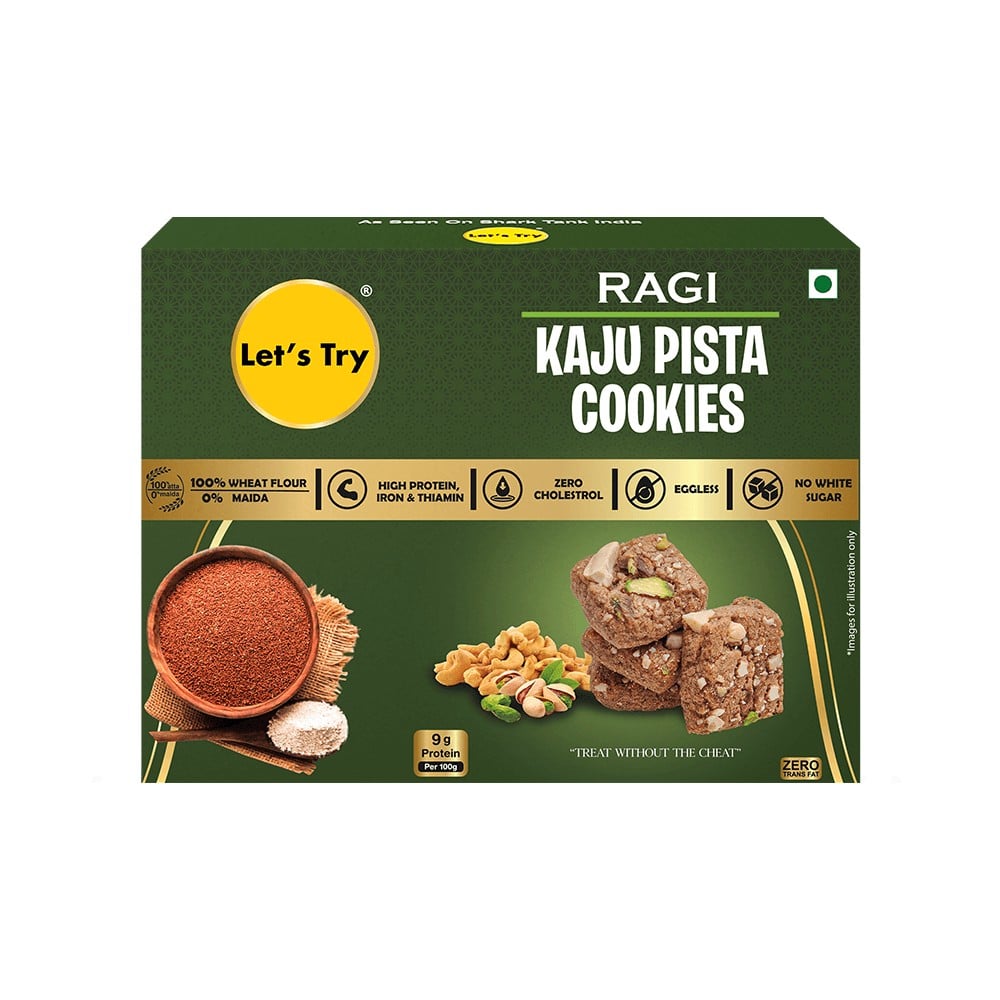 As Seen On Shark Tank India
Let's Try
Let's Try
®
RAGI
KAJU PISTA
COOKIES
100%atta
0%maida
100% WHEAT FLOUR
0% MAIDA
HIGH PROTEIN,
IRON & THIAMIN
ZERO
CHOLESTROL
EGGLESS
NO WHITE
SUGAR
*Images for illustration only
9 g
Protein
Per 100g
"TREAT WITHOUT THE CHEAT"
ZERO
TRANS FAT